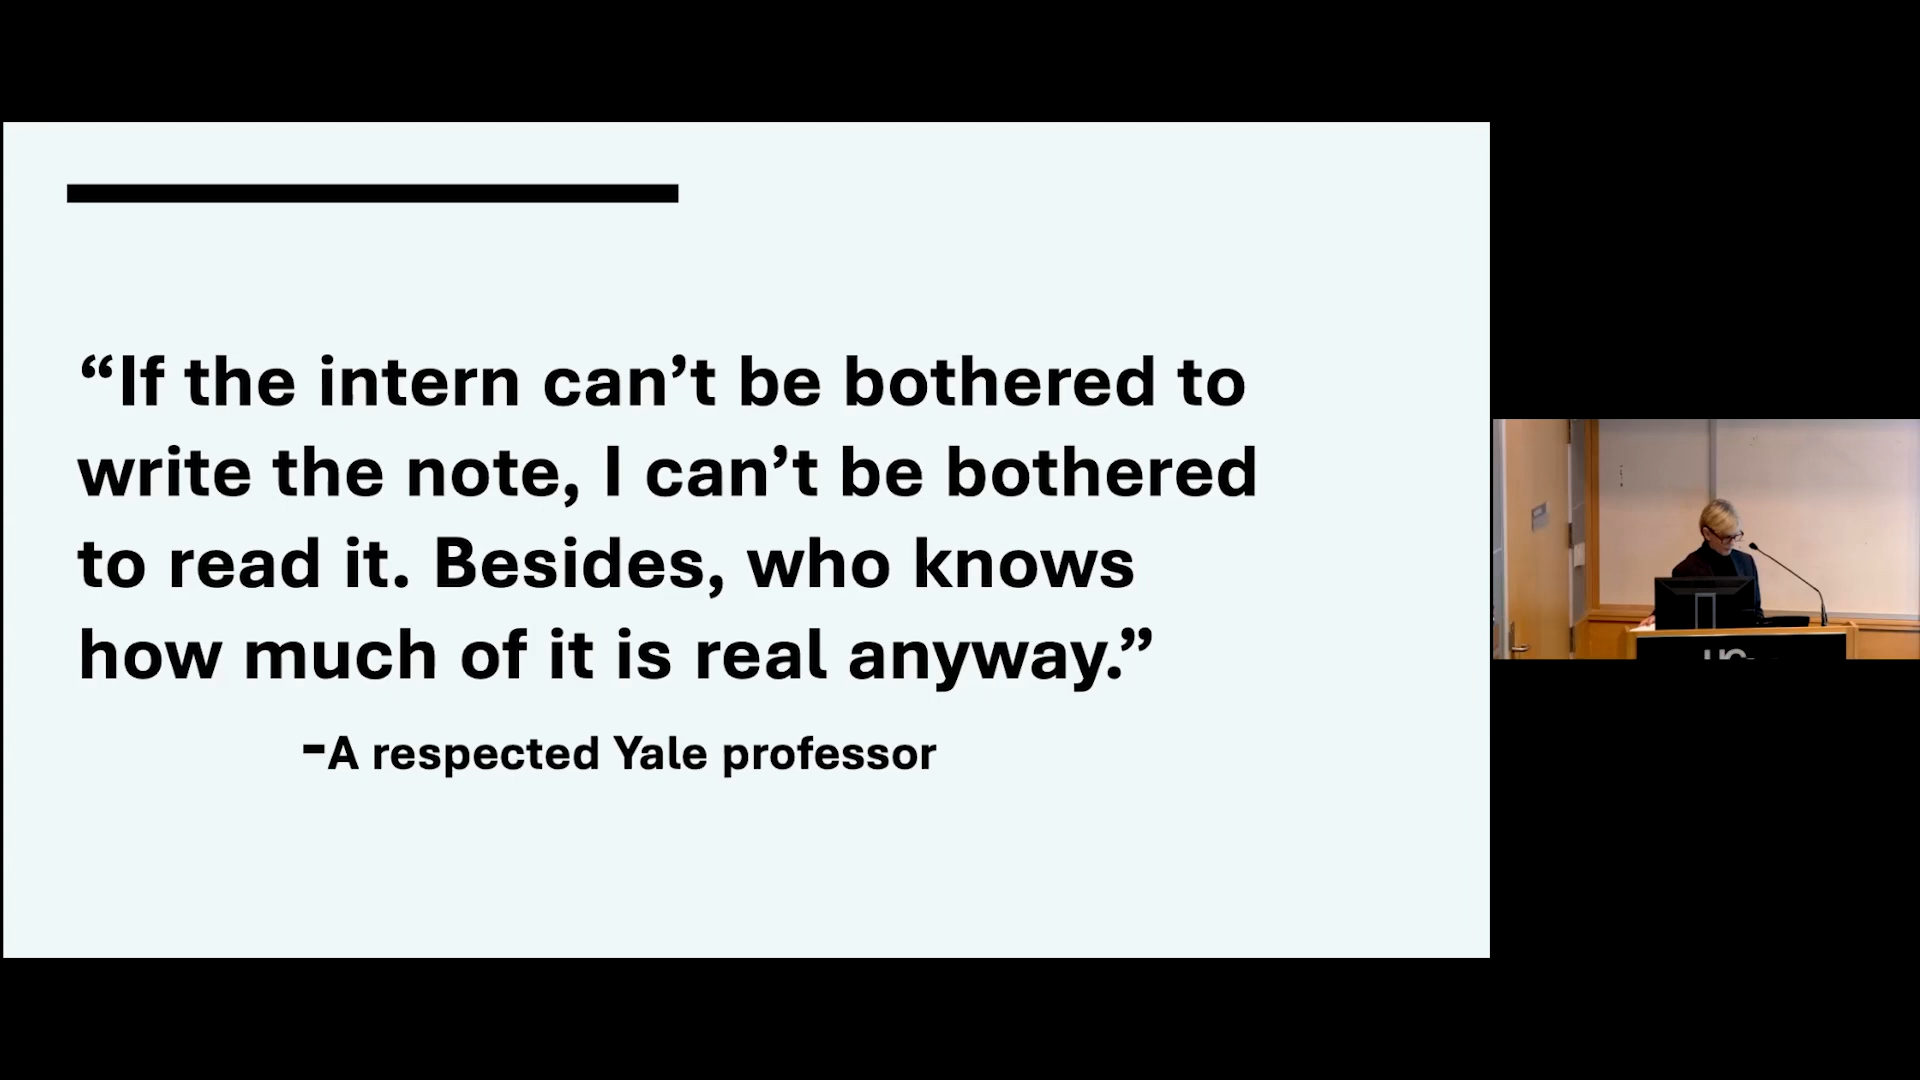 “If the intern can’t be bothered to
write the note, I can’t be bothered
to read it. Besides, who knows
how much of it is real anyway.”
-A respected Yale professor